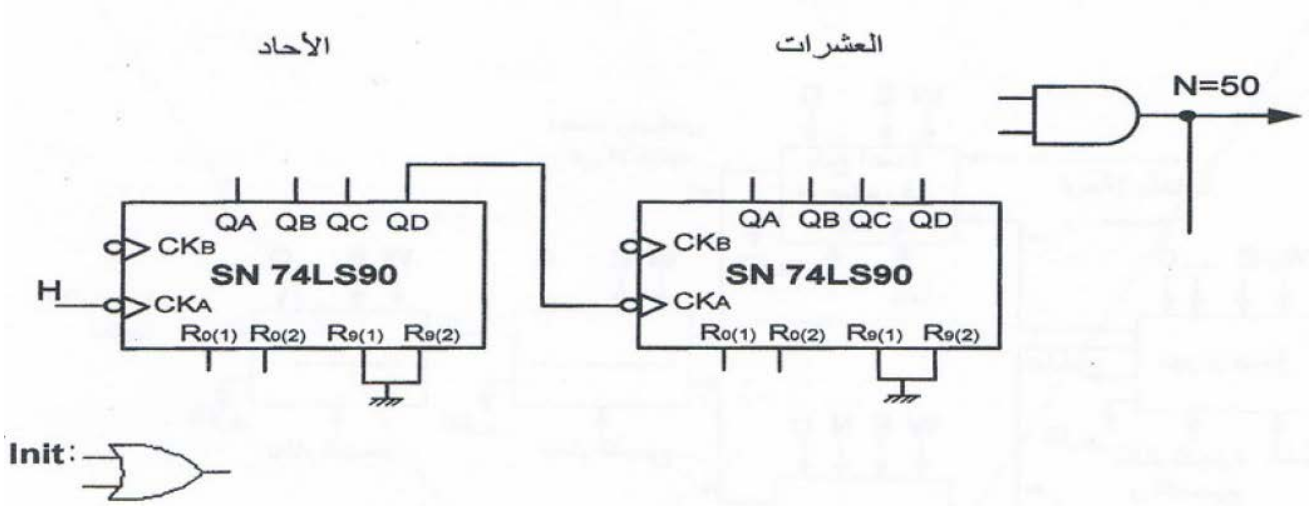 الأحاد
العشرات
N=50
QA QB QC QD
CKB
SN 74LS90
H
CKA
R0(1) R0(2) R9(1) R9(2)
QA QB QC QD
CKB
SN 74LS90
CKA
R0(1) R0(2) R9(1) R9(2)
Init: